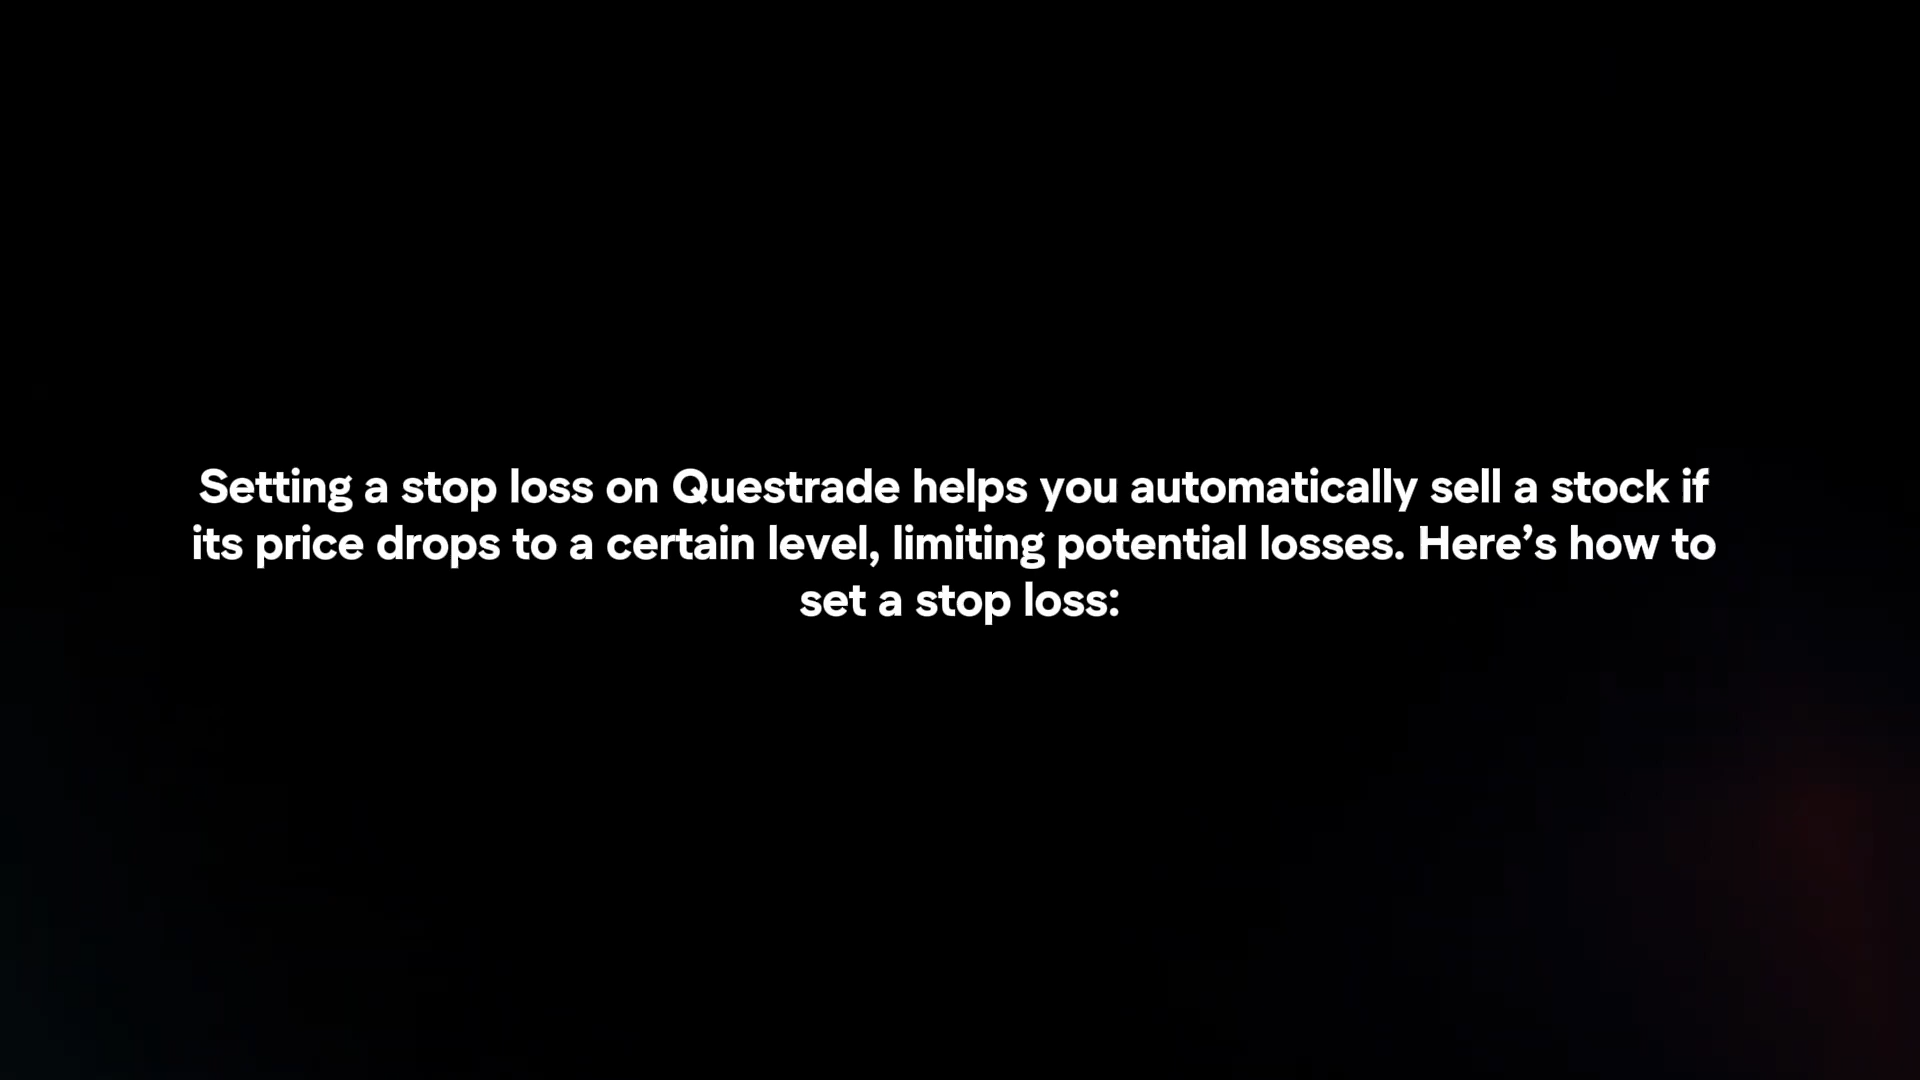 Setting a stop loss on Questrade helps you automatically sell a stock if
its price drops to a certain level, limiting potential losses. Here’s how to
set a stop loss: